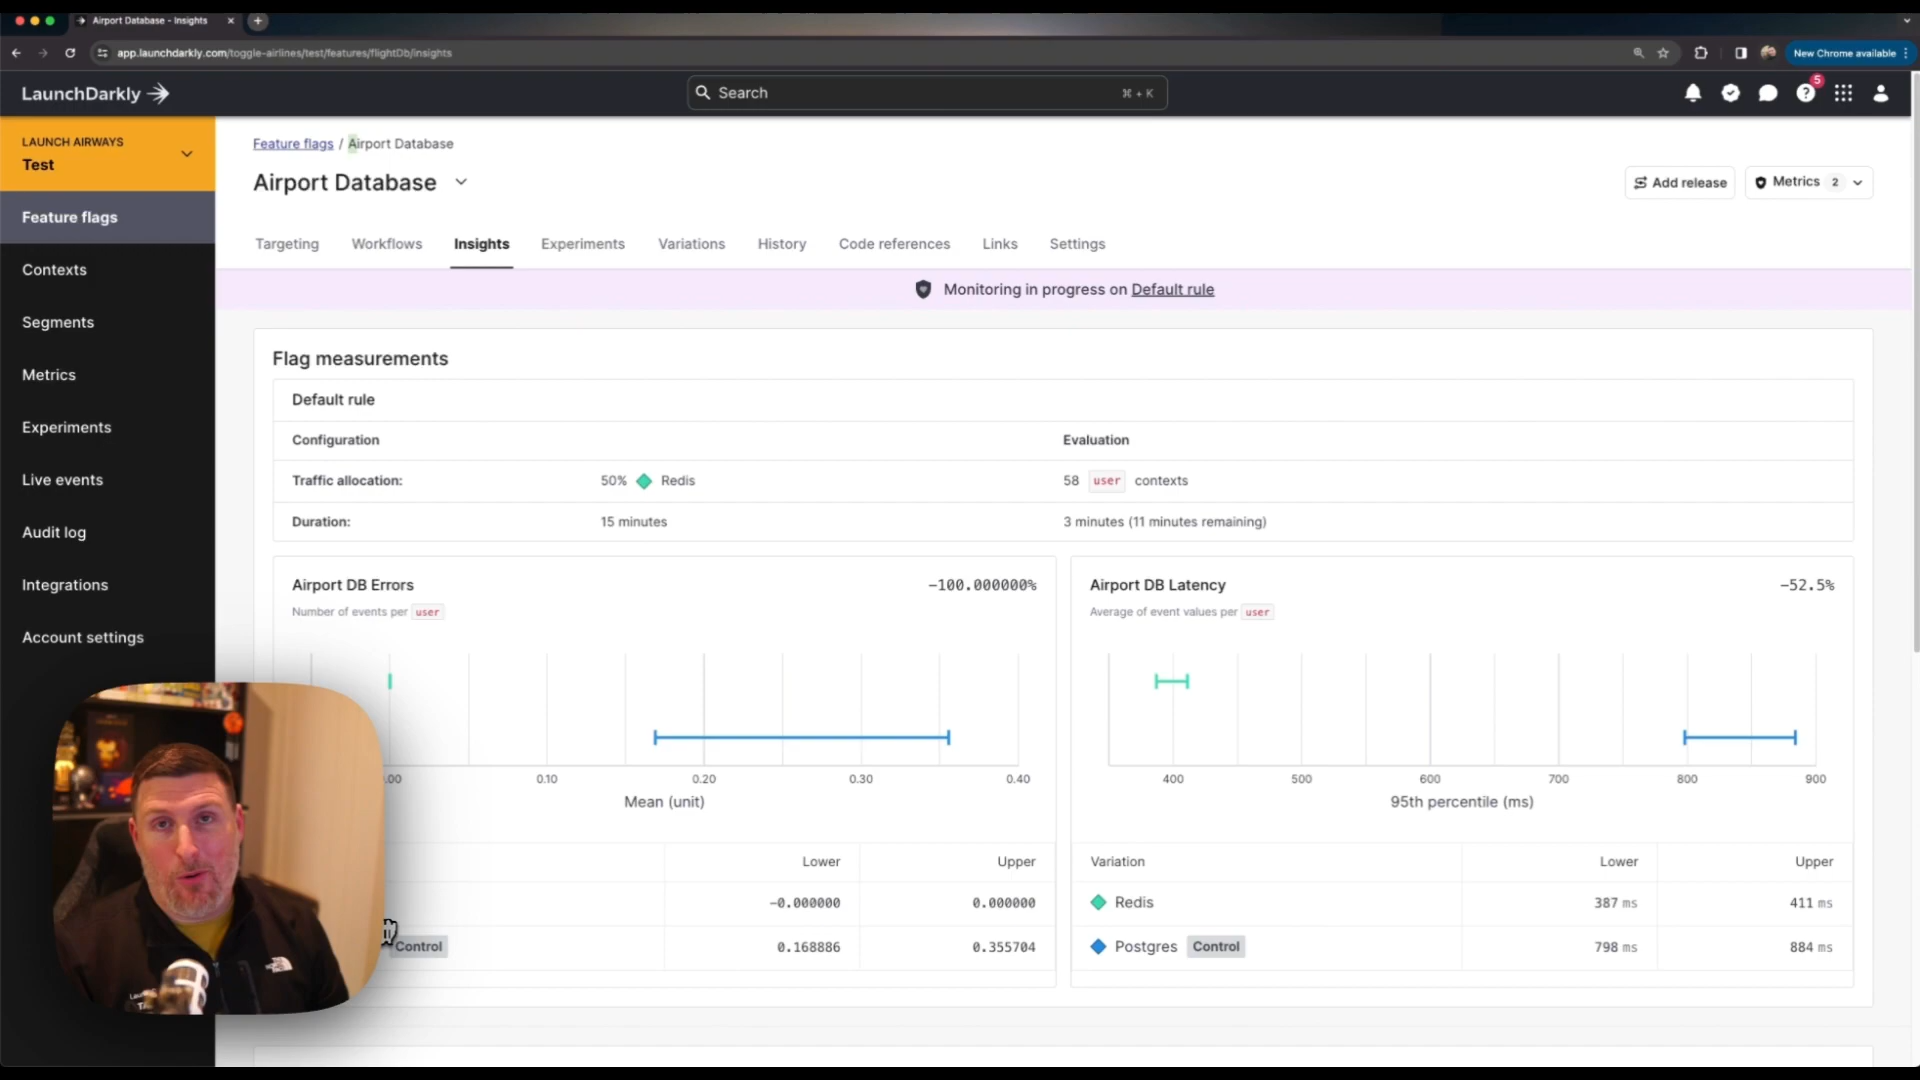 Airport Database - Insights
app.launchdarkly.com/toggle-airlines/test/features/flightDb/insights
New Chrome available
LaunchDarkly
Search
⌘ + K
5
LAUNCH AIRWAYS
Test
Feature flags
Contexts
Segments
Metrics
Experiments
Live events
Audit log
Integrations
Account settings
Feature flags / Airport Database
Airport Database
Add release
Metrics 2
Targeting Workflows Insights Experiments Variations History Code references Links Settings
Monitoring in progress on Default rule
Flag measurements
Default rule
Configuration Evaluation
Traffic allocation: 50% Redis 58 user contexts
Duration: 15 minutes 3 minutes (11 minutes remaining)
Airport DB Errors −100.000000%
Number of events per user
.00 0.10 0.20 0.30 0.40
Mean (unit)
Lower Upper
−0.000000 0.000000
Control 0.168886 0.355704
Airport DB Latency −52.5%
Average of event values per user
400 500 600 700 800 900
95th percentile (ms)
Variation Lower Upper
Redis 387 ms 411 ms
Postgres Control 798 ms 884 ms